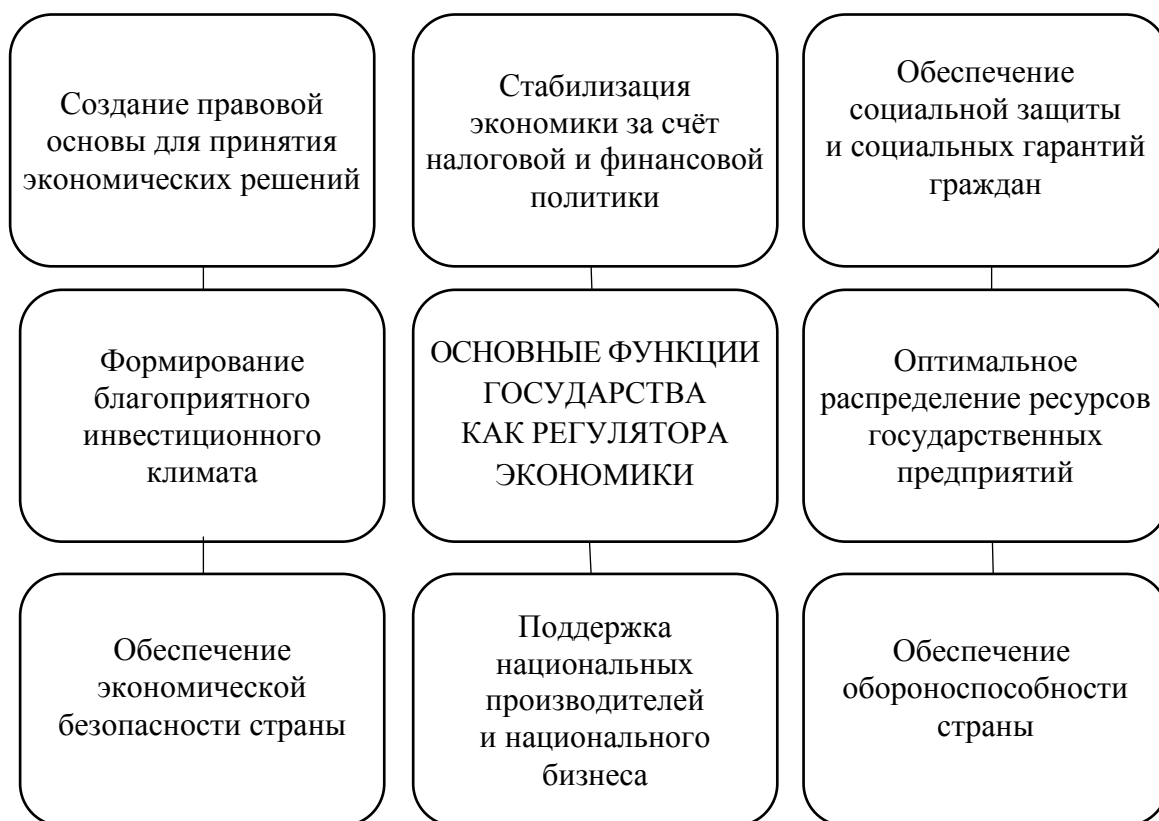 Создание правовой
основы для принятия
экономических решений
Стабилизация
экономики за счёт
налоговой и финансовой
политики
Обеспечение
социальной защиты
и социальных гарантий
граждан
Формирование
благоприятного
инвестиционного
климата
ОСНОВНЫЕ ФУНКЦИИ
ГОСУДАРСТВА
КАК РЕГУЛЯТОРА
ЭКОНОМИКИ
Оптимальное
распределение ресурсов
государственных
предприятий
Обеспечение
экономической
безопасности страны
Поддержка
национальных
производителей
и национального
бизнеса
Обеспечение
обороноспособности
страны